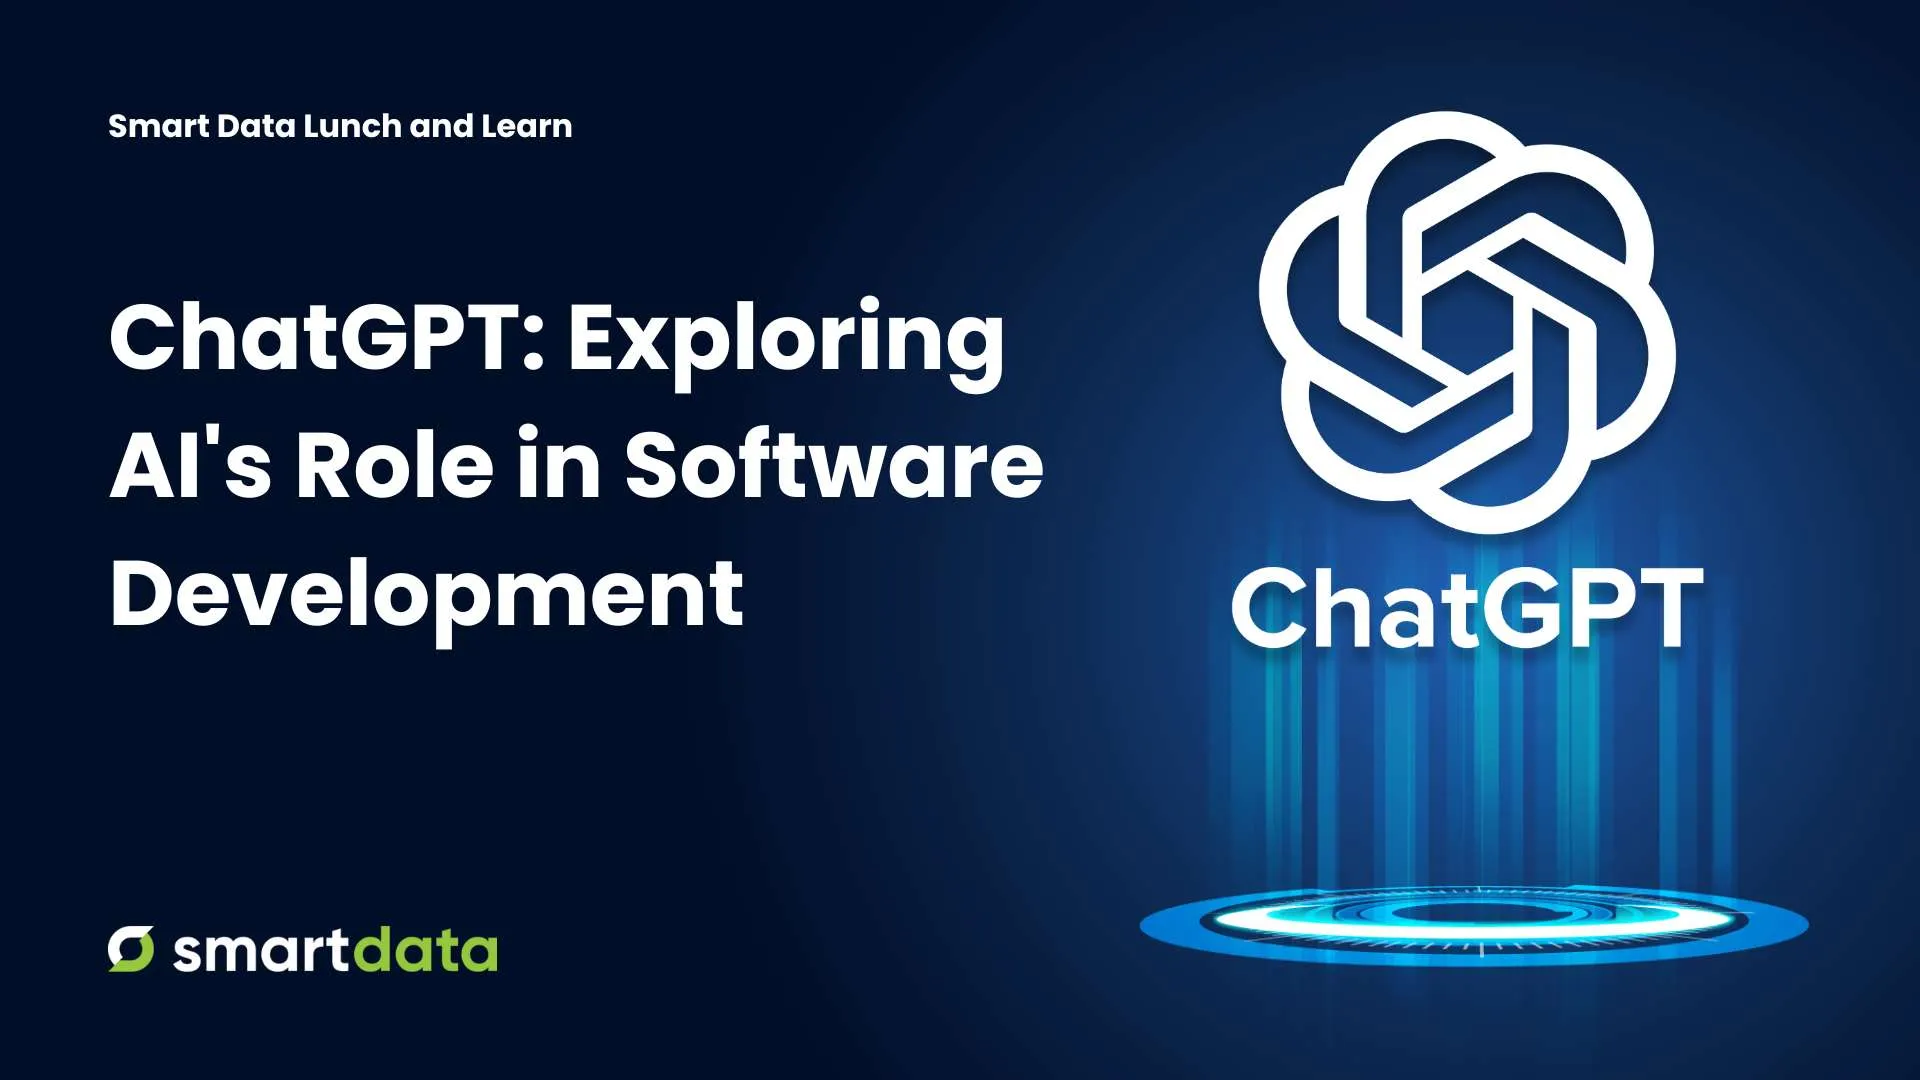 Smart Data Lunch and Learn
ChatGPT: Exploring
AI's Role in Software
Development
ChatGPT
smartdata